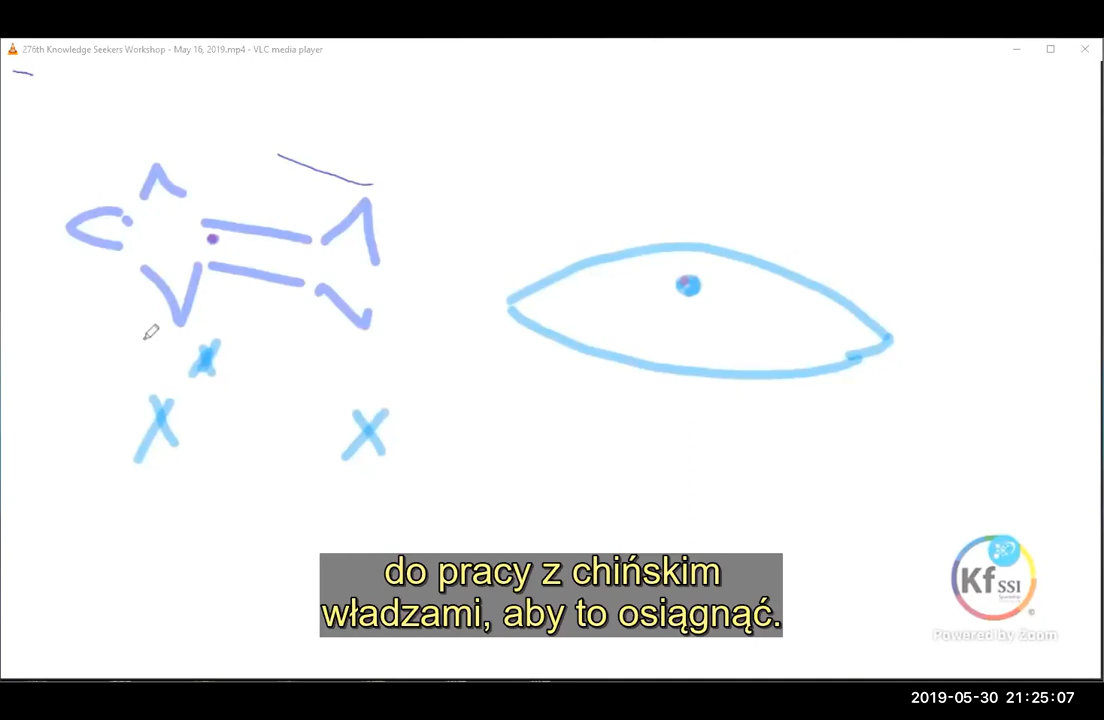 276th Knowledge Seekers Workshop - May 16, 2019.mp4 - VLC media player
X
X
X
do pracy z chińskim
władzami, aby to osiągnąć.
Kf SSI
Powered by Zoom
2019-05-30 21:25:07